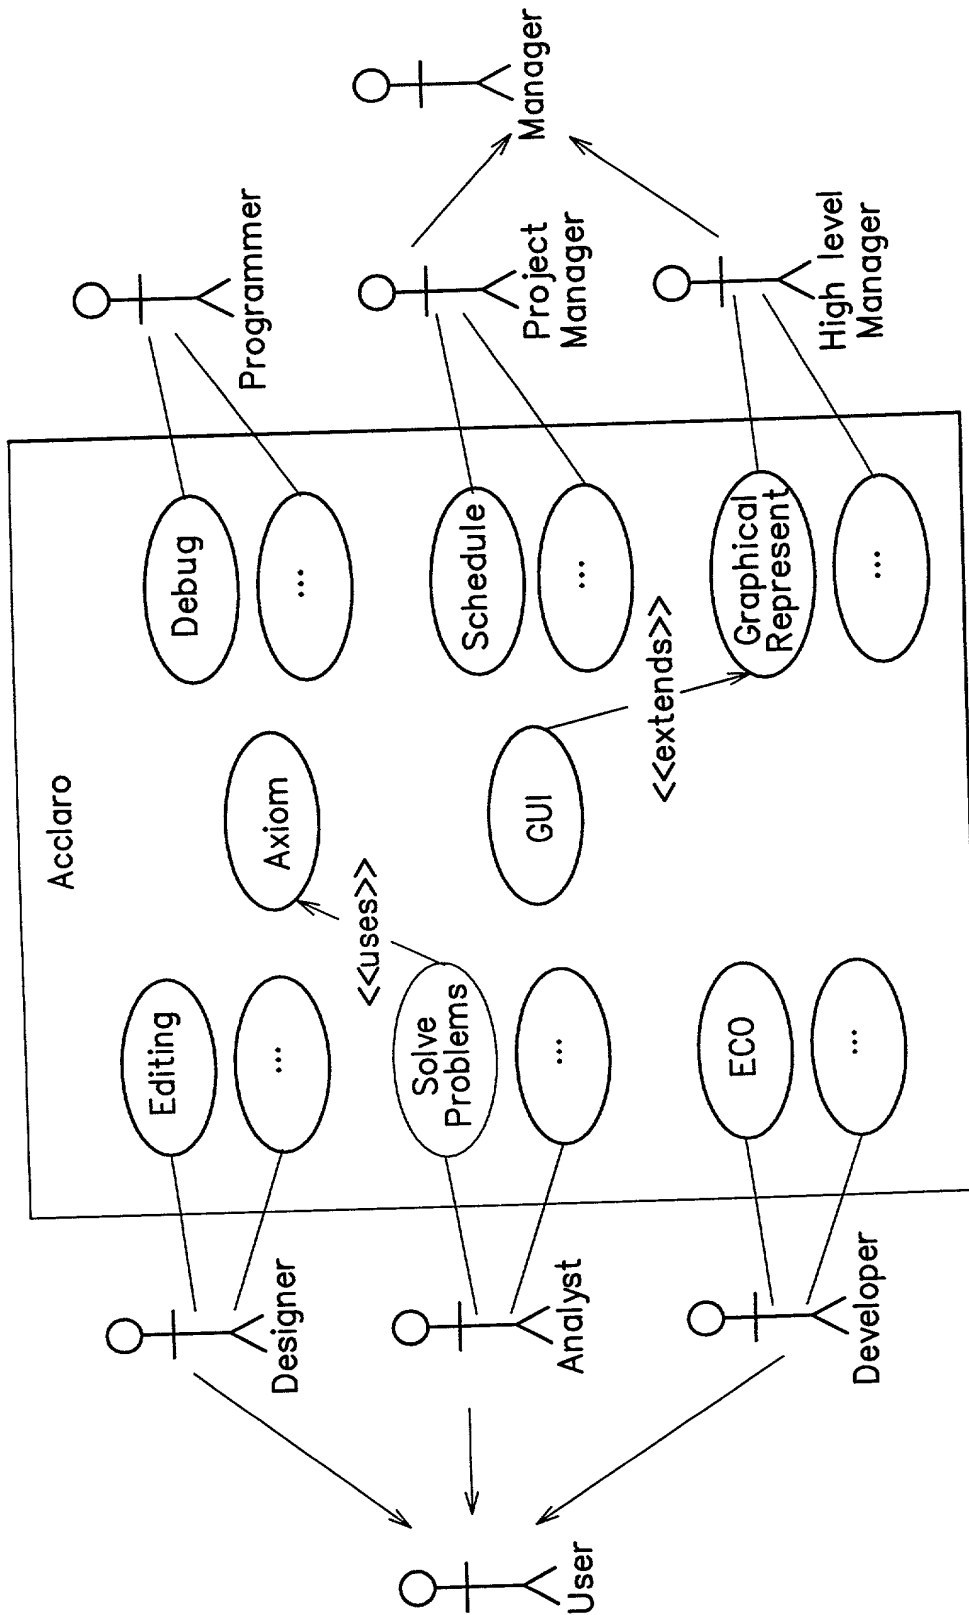 Acclaro
Editing
...
Designer
Axiom
Debug
...
Programmer
<<uses>>
Solve
Problems
...
Analyst
User
GUI
Schedule
...
Project
Manager
Manager
<<extends>>
ECO
...
Developer
Graphical
Represent
...
High level
Manager